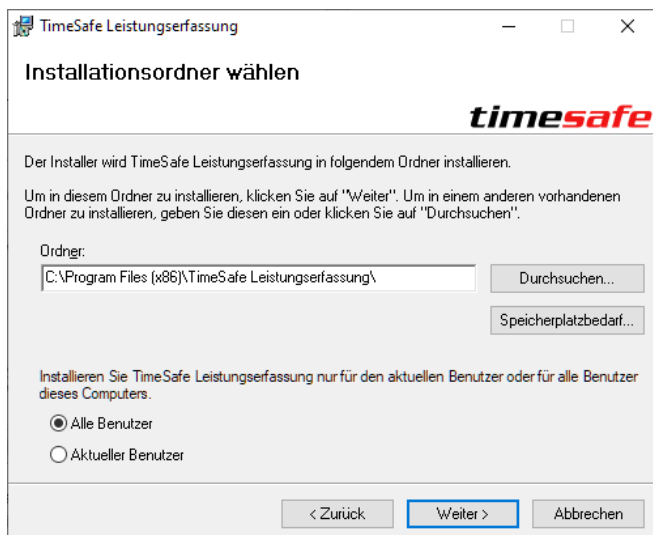 TimeSafe Leistungserfassung
Installationsordner wählen
timesafe
Der Installer wird TimeSafe Leistungserfassung in folgendem Ordner installieren.
Um in diesem Ordner zu installieren, klicken Sie auf "Weiter". Um in einem anderen vorhandenen
Ordner zu installieren, geben Sie diesen ein oder klicken Sie auf "Durchsuchen".
Ordner:
C:\Program Files (x86)\TimeSafe Leistungserfassung\
Durchsuchen...
Speicherplatzbedarf...
Installieren Sie TimeSafe Leistungserfassung nur für den aktuellen Benutzer oder für alle Benutzer
dieses Computers.
Alle Benutzer
Aktueller Benutzer
< Zurück
Weiter >
Abbrechen